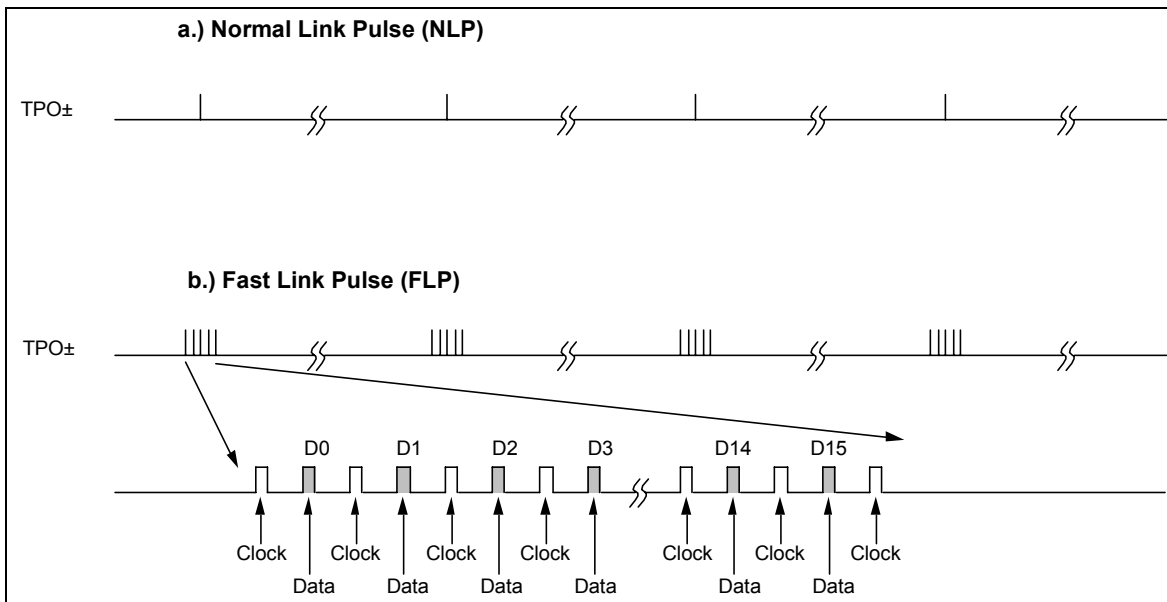 a.) Normal Link Pulse (NLP)
TPO±
b.) Fast Link Pulse (FLP)
TPO±
D0 D1 D2 D3 D14 D15
Clock Clock Clock Clock Clock Clock Clock
Data Data Data Data Data Data